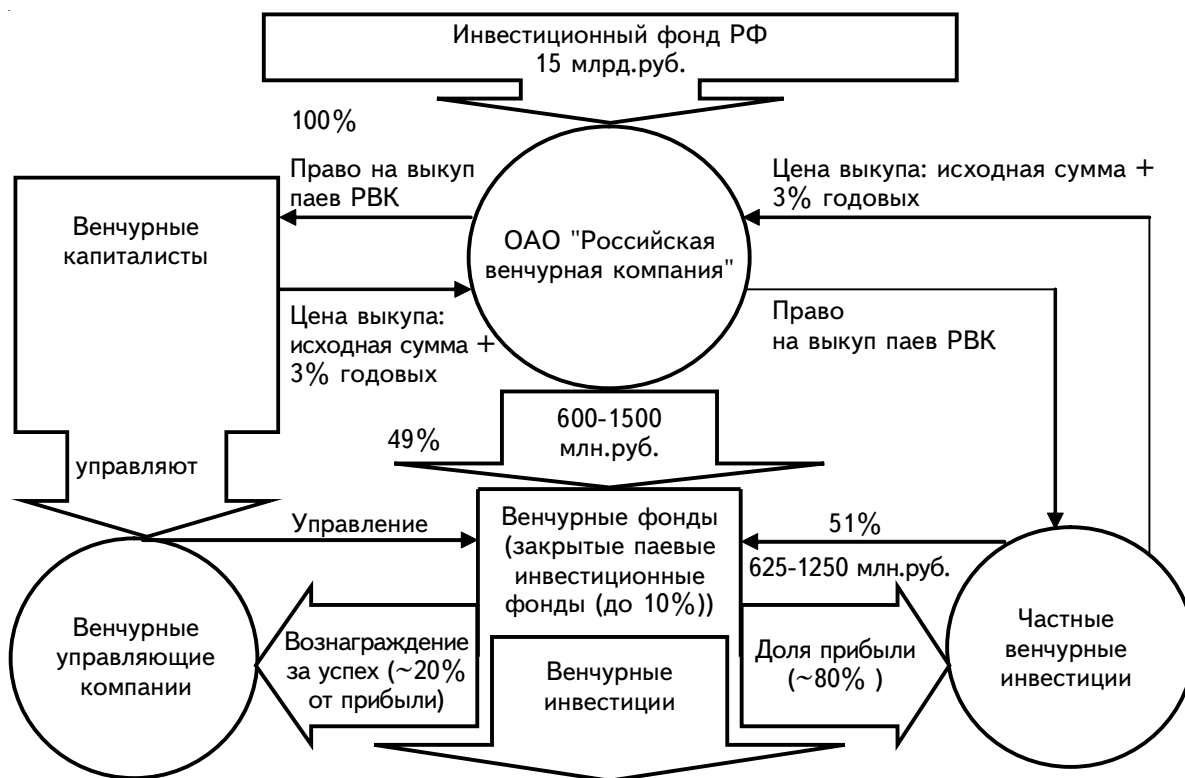 Инвестиционный фонд РФ
15 млрд.руб.
100%
Право на выкуп
паев РВК
Цена выкупа: исходная сумма +
3% годовых
Венчурные
капиталисты
ОАО "Российская
венчурная компания"
Цена выкупа:
исходная сумма +
3% годовых
Право
на выкуп паев РВК
600-1500
млн.руб.
49%
управляют
Управление
Венчурные фонды
(закрытые паевые
инвестиционные
фонды (до 10%))
51%
625-1250 млн.руб.
Венчурные
управляющие
компании
Вознаграждение
за успех (~20%
от прибыли)
Венчурные
инвестиции
Доля прибыли
(~80% )
Частные
венчурные
инвестиции